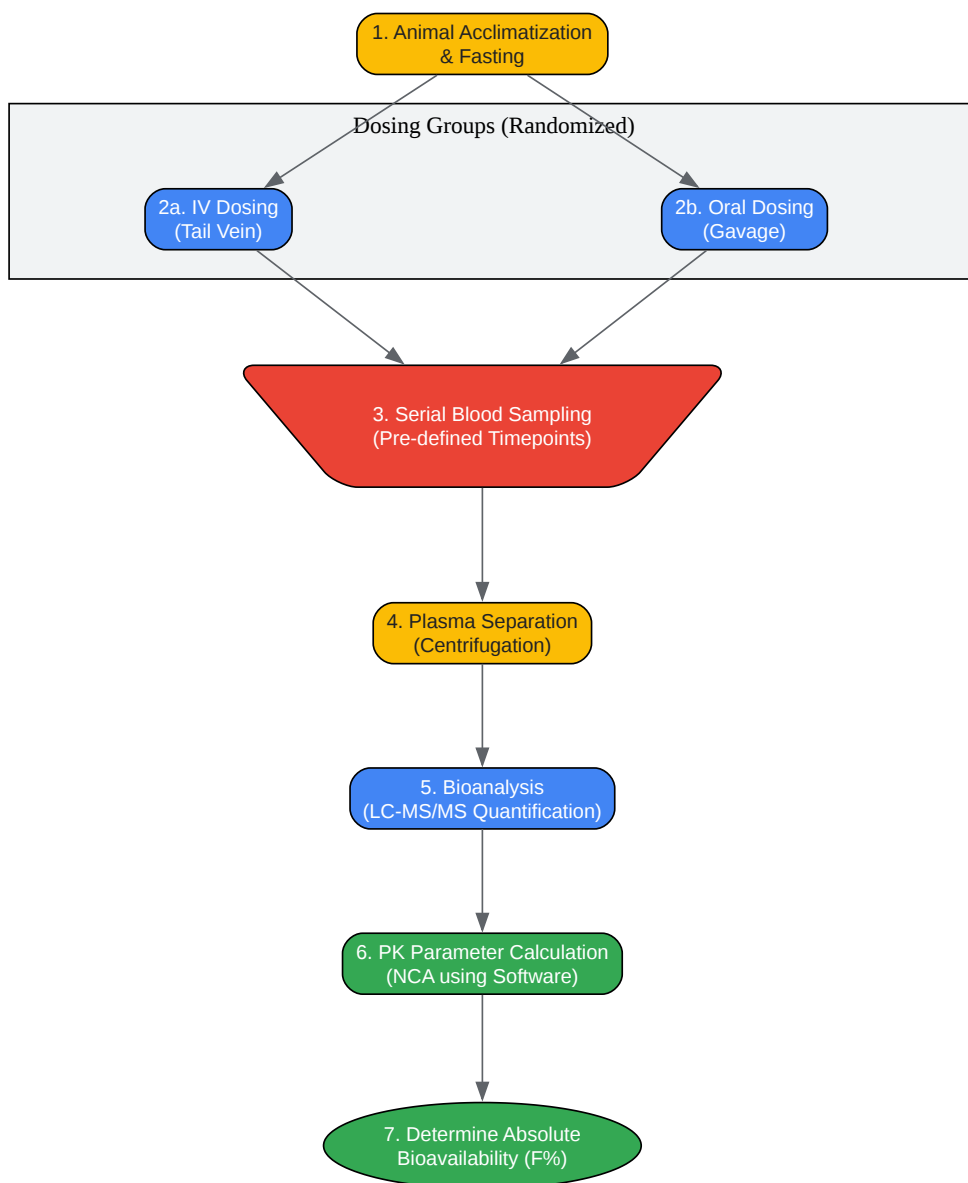 1. Animal Acclimatization
& Fasting
Dosing Groups (Randomized)
2a. IV Dosing
(Tail Vein)
2b. Oral Dosing
(Gavage)
3. Serial Blood Sampling
(Pre-defined Timepoints)
4. Plasma Separation
(Centrifugation)
5. Bioanalysis
(LC-MS/MS Quantification)
6. PK Parameter Calculation
(NCA using Software)
7. Determine Absolute
Bioavailability (F%)